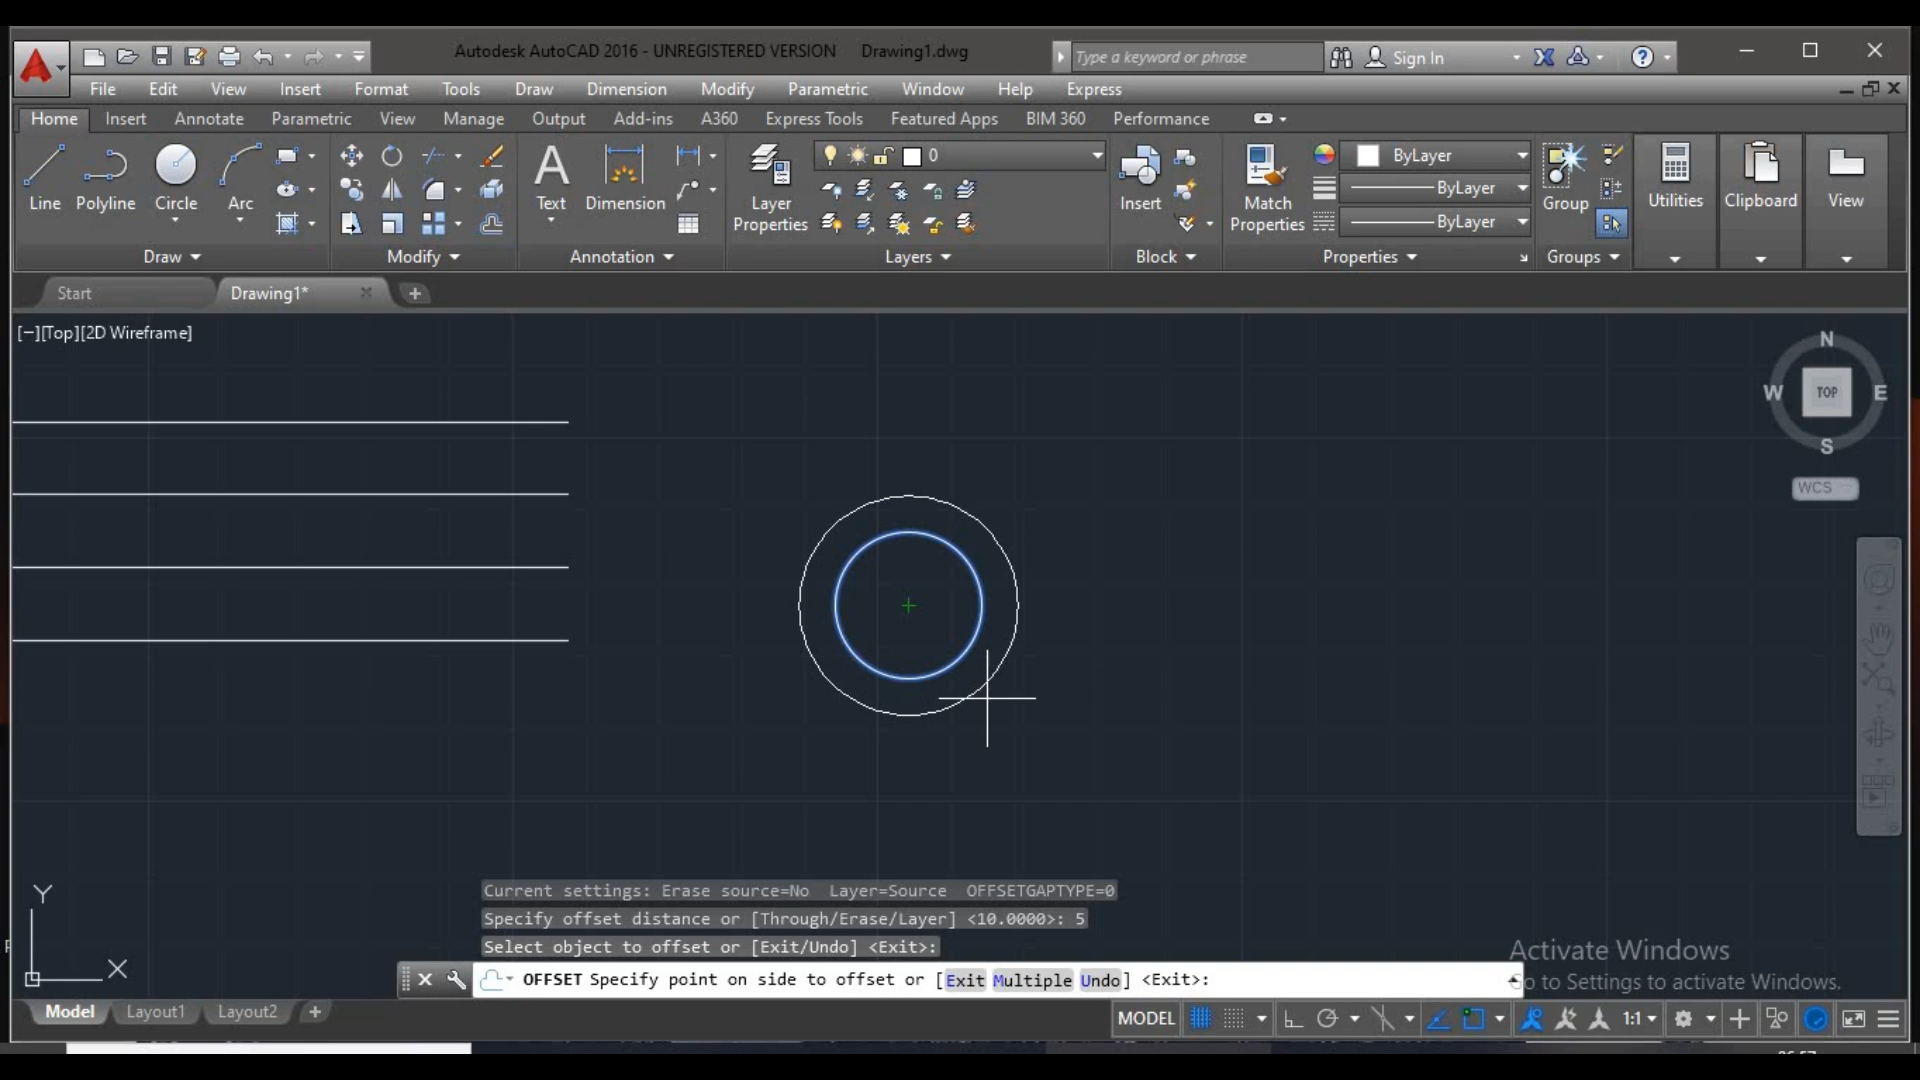 Autodesk AutoCAD 2016 - UNREGISTERED VERSION Drawing1.dwg
Type a keyword or phrase
Sign In
File Edit View Insert Format Tools Draw Dimension Modify Parametric Window Help Express
Home Insert Annotate Parametric View Manage Output Add-ins A360 Express Tools Featured Apps BIM 360 Performance
0
ByLayer
ByLayer
ByLayer
Line Polyline Circle Arc
Text Dimension
Layer Properties
Insert
Match Properties
Group
Utilities
Clipboard
View
Draw Modify Annotation Layers Block Properties Groups
Start Drawing1*
[−][Top][2D Wireframe]
N
W TOP E
S
WCS
Y
X
Current settings: Erase source=No Layer=Source OFFSETGAPTYPE=0
Specify offset distance or [Through/Erase/Layer] <10.0000>: 5
Select object to offset or [Exit/Undo] <Exit>:
OFFSET Specify point on side to offset or [Exit Multiple Undo] <Exit>:
Activate Windows
o to Settings to activate Windows.
Model Layout1 Layout2
MODEL
1:1